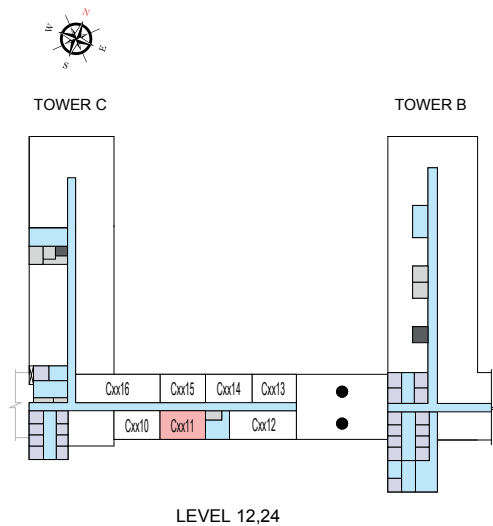 N
W
E
S
TOWER C
TOWER B
Cxx16 Cxx15 Cxx14 Cxx13
Cxx10 Cxx11 Cxx12
LEVEL 12,24